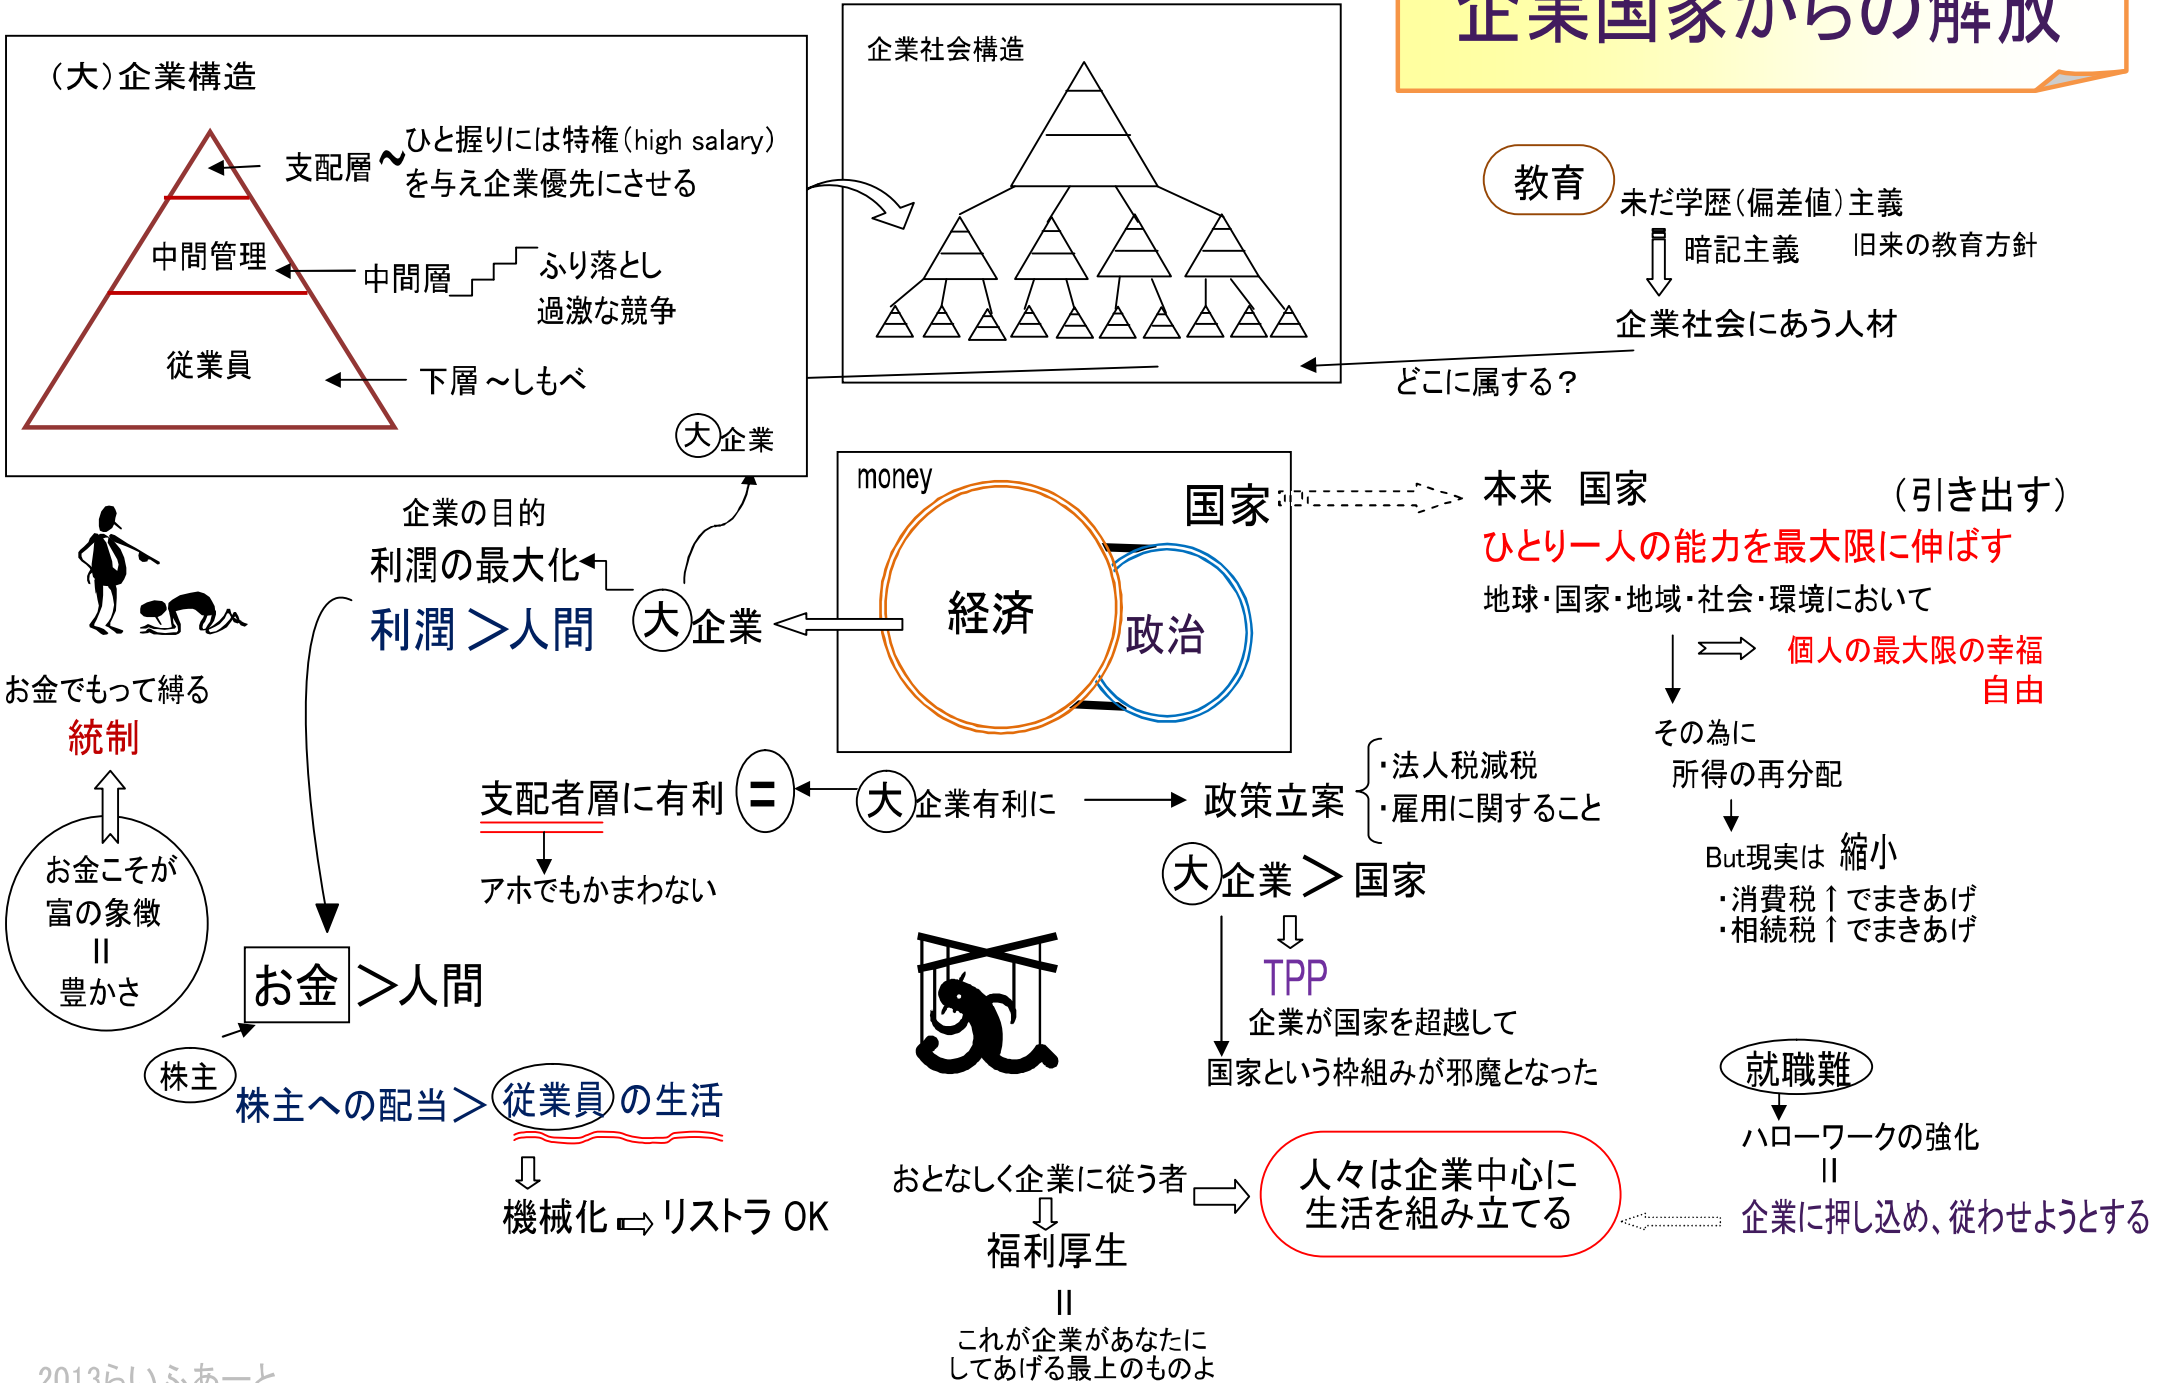 企業国家からの解放
（大）企業構造
支配層～ひと握りには特権（high salary）
を与え企業優先にさせる
中間管理
中間層
ふり落とし
過激な競争
従業員
下層～しもべ
大企業
企業社会構造
教育
未だ学歴（偏差値）主義
暗記主義
旧来の教育方針
企業社会にあう人材
どこに属する？
企業の目的
利潤の最大化
利潤＞人間
大企業
money
国家
経済
政治
本来　国家
（引き出す）
ひとり一人の能力を最大限に伸ばす
地球・国家・地域・社会・環境において
個人の最大限の幸福
自由
その為に
所得の再分配
But現実は 縮小
・消費税↑でまきあげ
・相続税↑でまきあげ
お金でもって縛る
統制
お金こそが
富の象徴
＝
豊かさ
支配者層に有利
＝
大企業有利に
政策立案
・法人税減税
・雇用に関すること
アホでもかまわない
大企業＞国家
TPP
企業が国家を超越して
国家という枠組みが邪魔となった
お金＞人間
株主
株主への配当＞従業員の生活
機械化
リストラ OK
就職難
ハローワークの強化
＝
企業に押し込め、従わせようとする
おとなしく企業に従う者
人々は企業中心に
生活を組み立てる
福利厚生
＝
これが企業があなたに
してあげる最上のものよ
2013らいふあーと